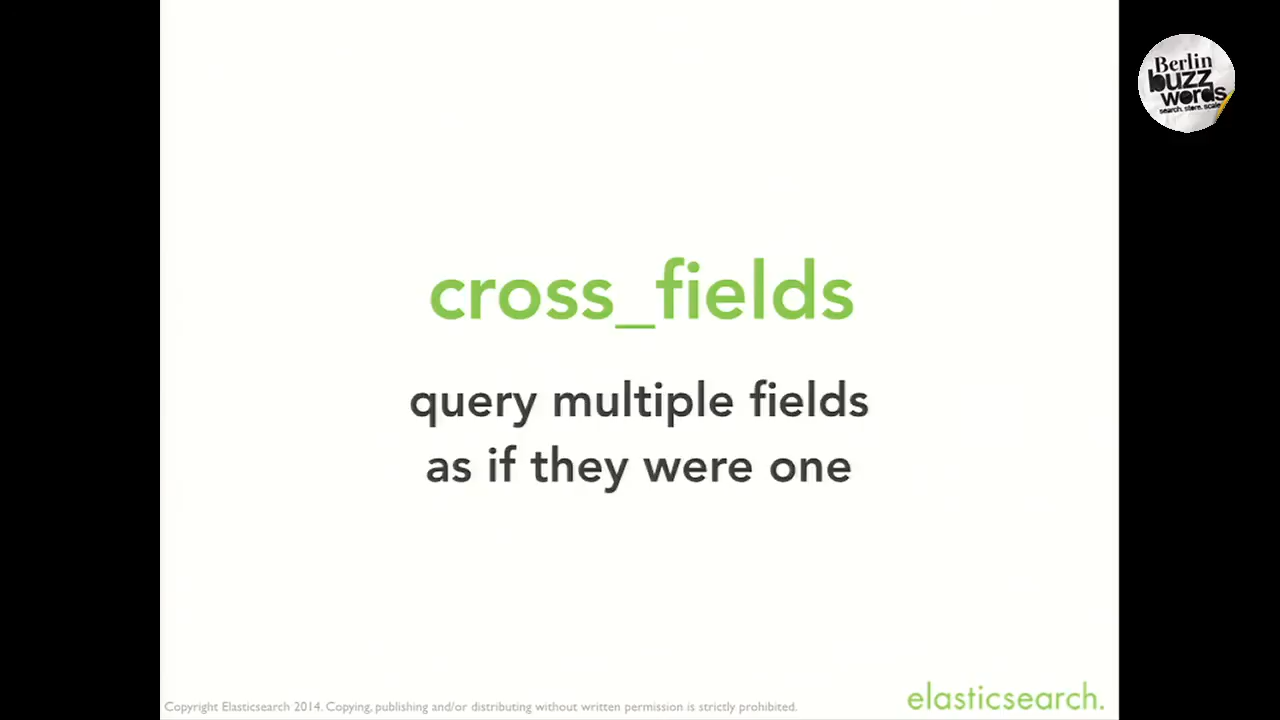 Berlin
buzz
words
search. store. scale
cross_fields
query multiple fields
as if they were one
Copyright Elasticsearch 2014. Copying, publishing and/or distributing without written permission is strictly prohibited.
elasticsearch.